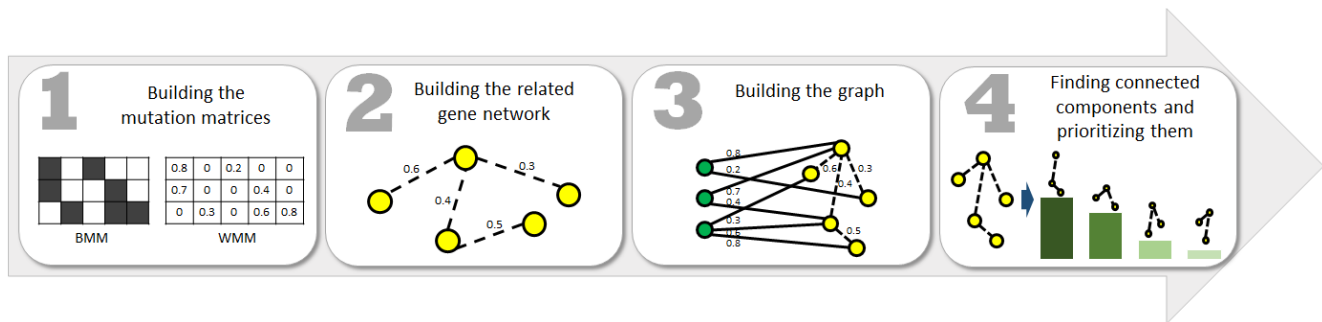 1
Building the
mutation matrices
0.8 0 0.2 0 0
0.7 0 0 0.4 0
0 0.3 0 0.6 0.8
BMM
WMM
2
Building the related
gene network
0.6
0.3
0.4
0.5
3
Building the graph
0.8
0.2
0.7
0.4
0.3
0.6
0.8
0.6
0.3
0.4
0.5
4
Finding connected
components and
prioritizing them